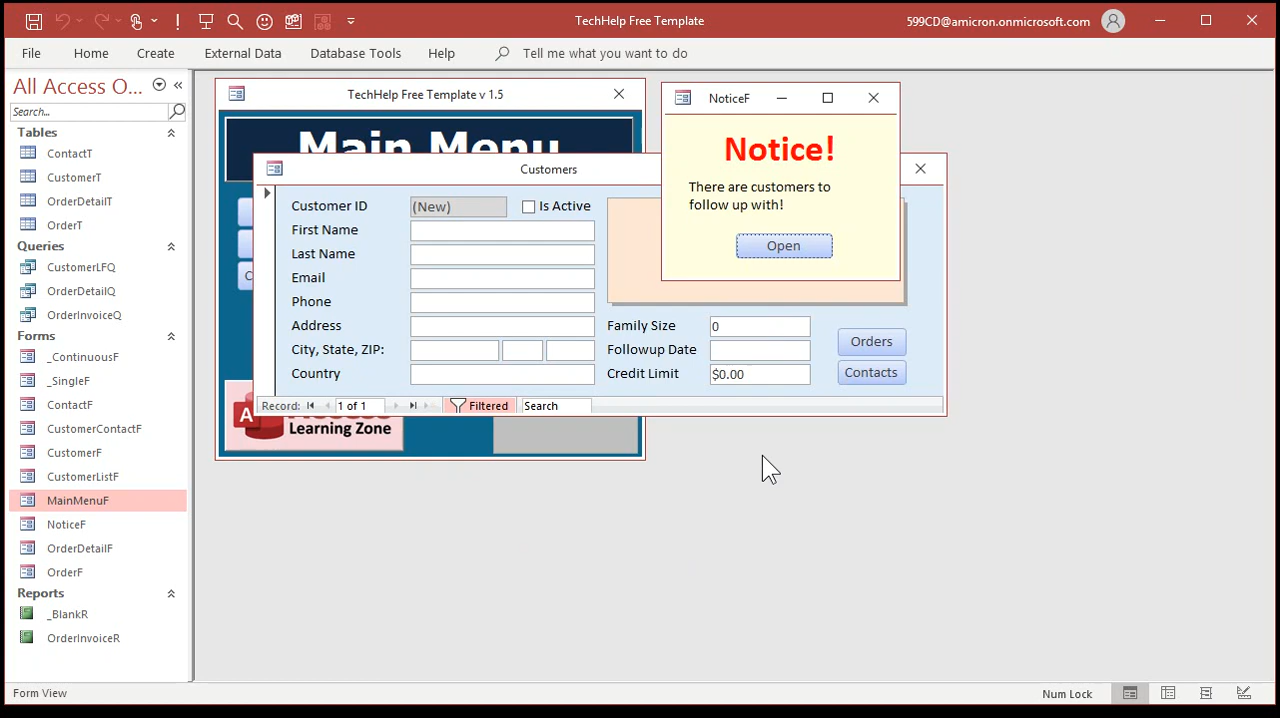 TechHelp Free Template
599CD@amicron.onmicrosoft.com
File Home Create External Data Database Tools Help Tell me what you want to do
All Access O...
Search...
Tables
ContactT
CustomerT
OrderDetailT
OrderT
Queries
CustomerLFQ
OrderDetailQ
OrderInvoiceQ
Forms
_ContinuousF
_SingleF
ContactF
CustomerContactF
CustomerF
CustomerListF
MainMenuF
NoticeF
OrderDetailF
OrderF
Reports
_BlankR
OrderInvoiceR
TechHelp Free Template v 1.5
Main Menu
C
Customers
Customer ID (New) Is Active
First Name
Last Name
Email
Phone
Address
City, State, ZIP:
Country
Family Size 0
Followup Date
Credit Limit $0.00
Orders
Contacts
Record: 1 of 1 Filtered Search
A
Access
Learning Zone
NoticeF
Notice!
There are customers to
follow up with!
Open
Form View
Num Lock